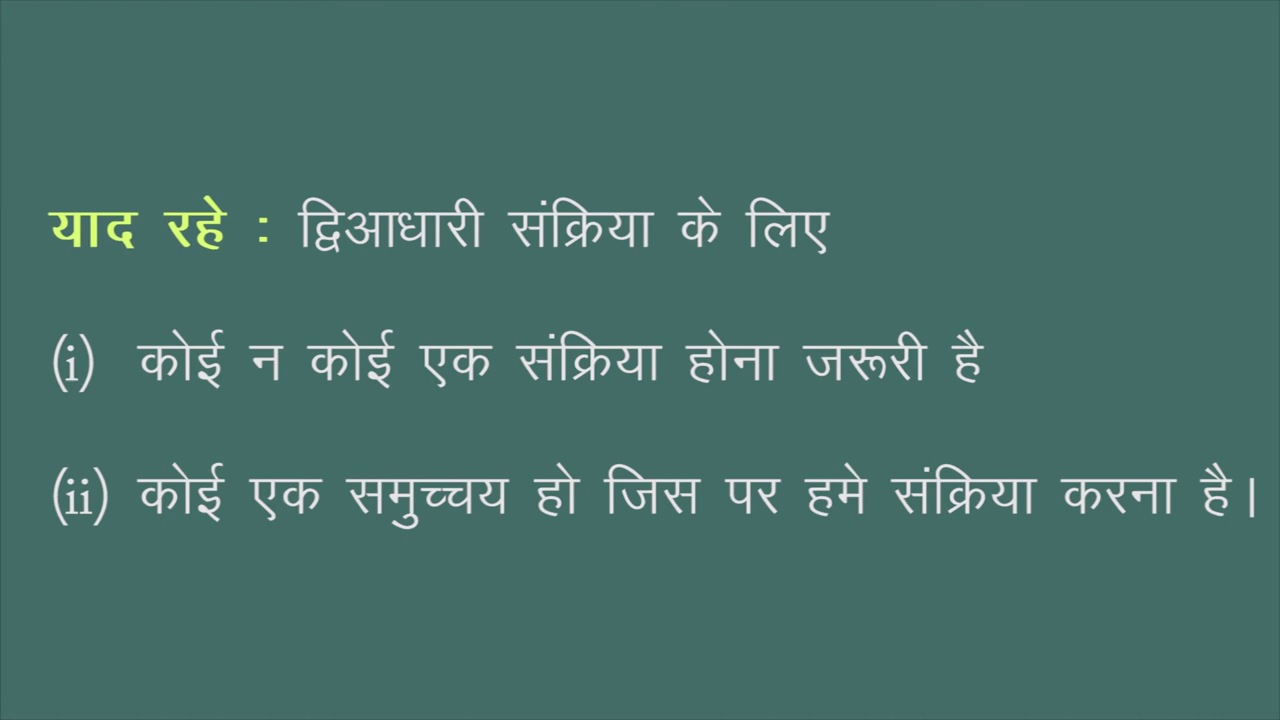 याद रहे : द्विआधारी संक्रिया के लिए
(i) कोई न कोई एक संक्रिया होना जरूरी है
(ii) कोई एक समुच्चय हो जिस पर हमे संक्रिया करना है।